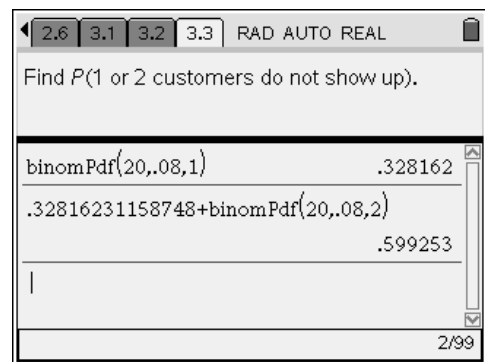 2.6 3.1 3.2 3.3 RAD AUTO REAL
Find P(1 or 2 customers do not show up).
binomPdf(20,.08,1) .328162
.32816231158748+binomPdf(20,.08,2)
.599253
2/99